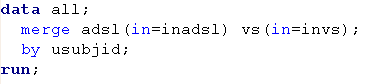 data all;
merge adsl(in=inadsl) vs(in=invs);
by usubjid;
run;